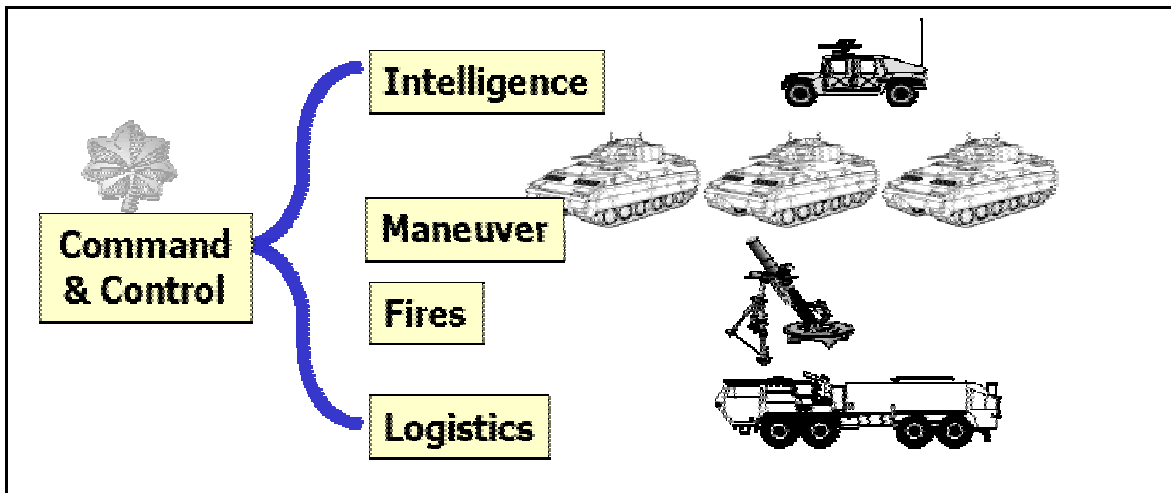 Intelligence
Maneuver
Command
& Control
Fires
Logistics